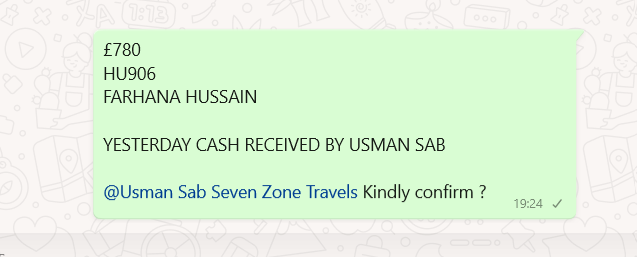 £780
HU906
FARHANA HUSSAIN
YESTERDAY CASH RECEIVED BY USMAN SAB
@Usman Sab Seven Zone Travels Kindly confirm ?
19:24